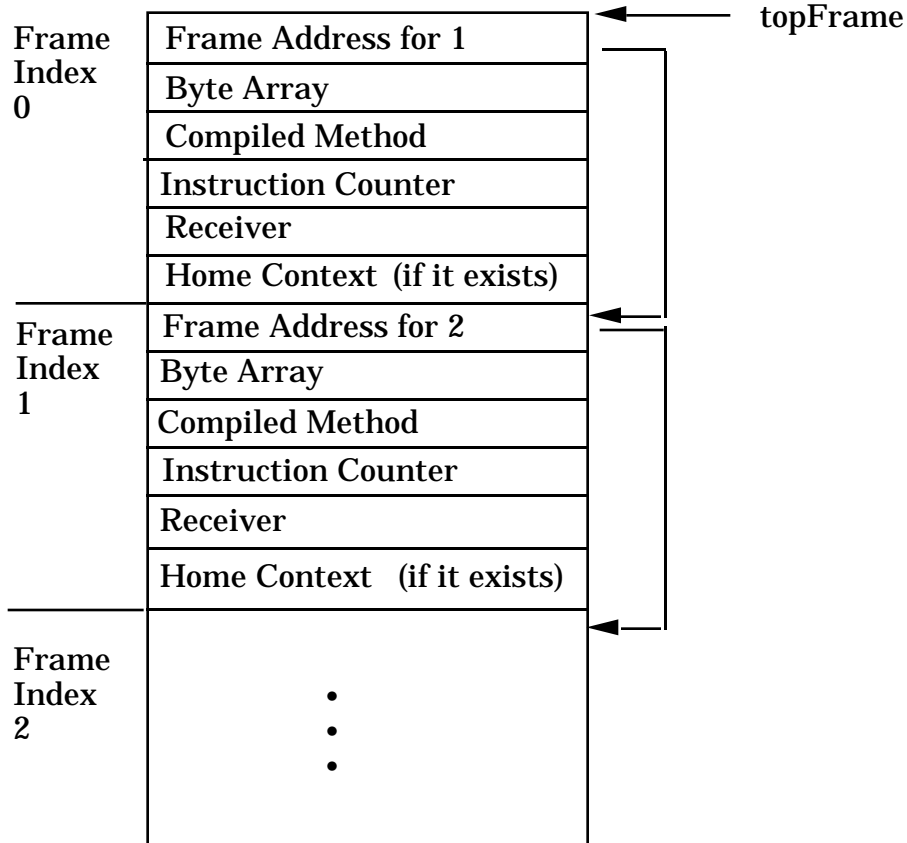 topFrame
Frame
Index
0
Frame Address for 1
Byte Array
Compiled Method
Instruction Counter
Receiver
Home Context (if it exists)
Frame
Index
1
Frame Address for 2
Byte Array
Compiled Method
Instruction Counter
Receiver
Home Context (if it exists)
Frame
Index
2